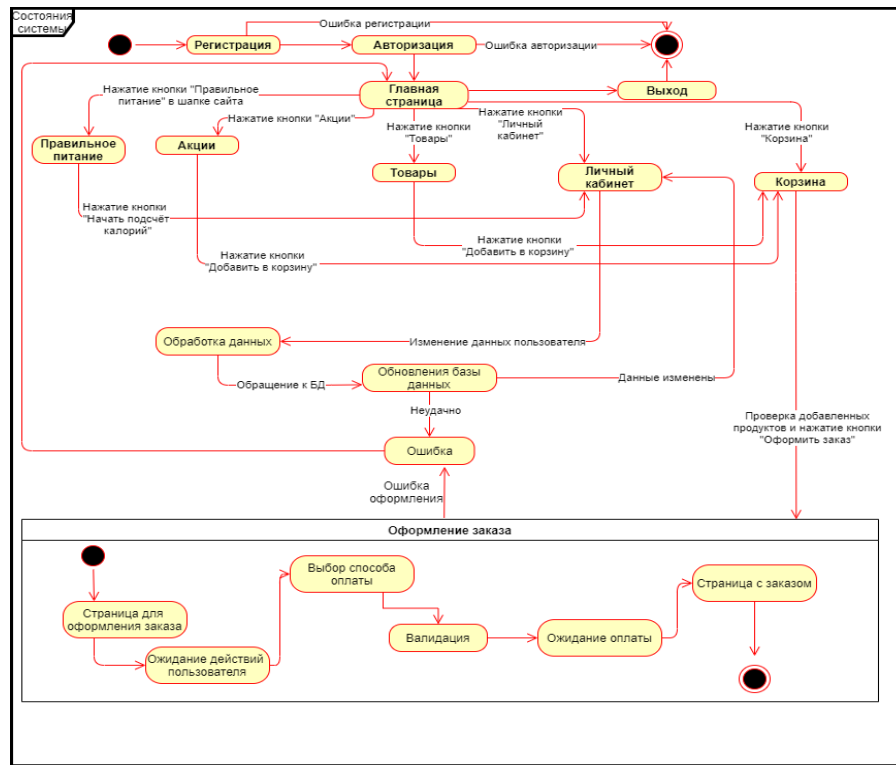 Состояния
системы
Ошибка регистрации
Регистрация
Авторизация
Ошибка авторизации
Главная
страница
Выход
Нажатие кнопки "Правильное
питание" в шапке сайта
Нажатие кнопки "Акции"
Нажатие кнопки
"Товары"
Нажатие кнопки
"Личный
кабинет"
Нажатие кнопки
"Корзина"
Правильное
питание
Акции
Товары
Личный
кабинет
Корзина
Нажатие кнопки
"Начать подсчёт
калорий"
Нажатие кнопки
"Добавить в корзину"
Нажатие кнопки
"Добавить в корзину"
Обработка данных
Изменение данных пользователя
Обращение к БД
Обновления базы
данных
Данные изменены
Неудачно
Ошибка
Проверка добавленных
продуктов и нажатие кнопки
"Оформить заказ"
Ошибка
оформления
Оформление заказа
Страница для
оформления заказа
Ожидание действий
пользователя
Выбор способа
оплаты
Валидация
Ожидание оплаты
Страница с заказом